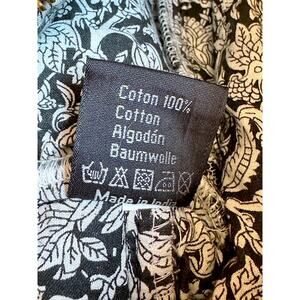 Coton 100%
Cotton
Algodón
Baumwolle
Made in India